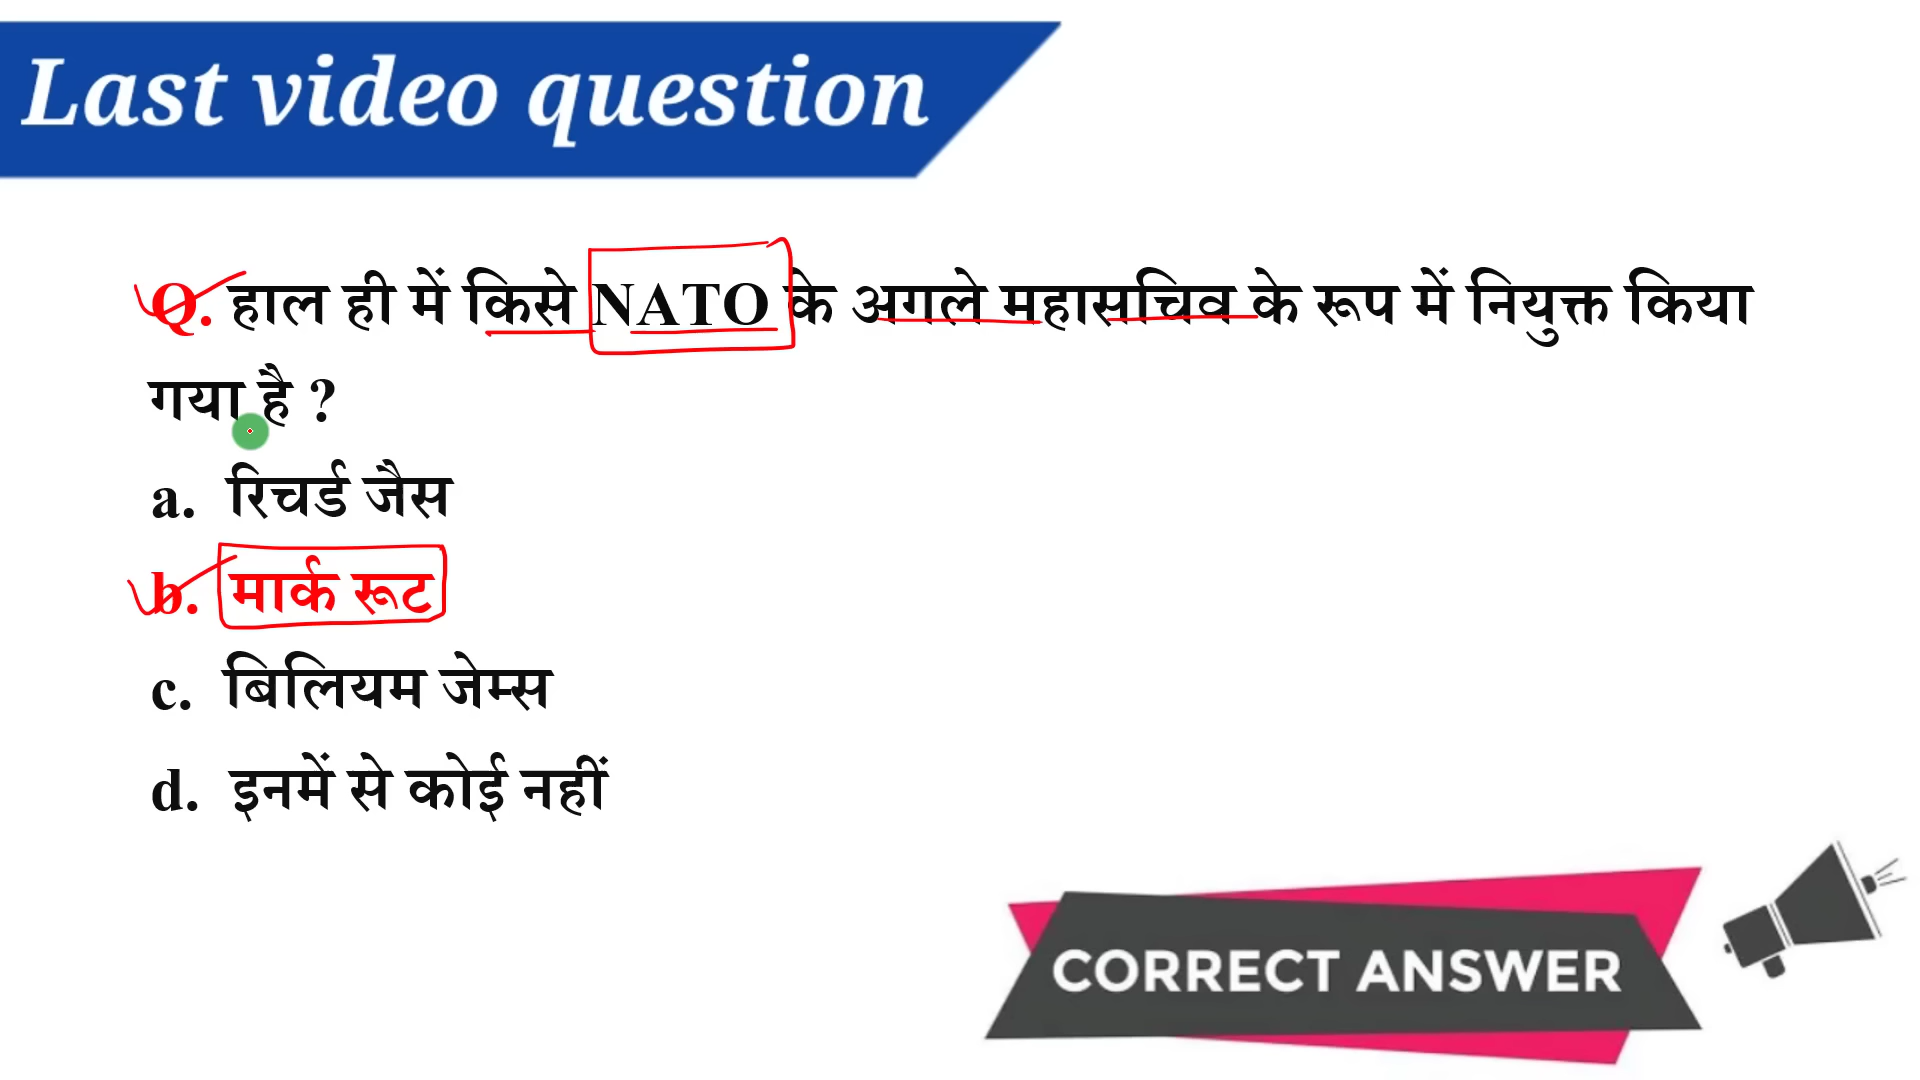 Last video question
Q. हाल ही में किसे NATO के अगले महासचिव के रूप में नियुक्त किया
गया है ?
a. रिचर्ड जैस
b. मार्क रूट
c. बिलियम जेम्स
d. इनमें से कोई नहीं
CORRECT ANSWER